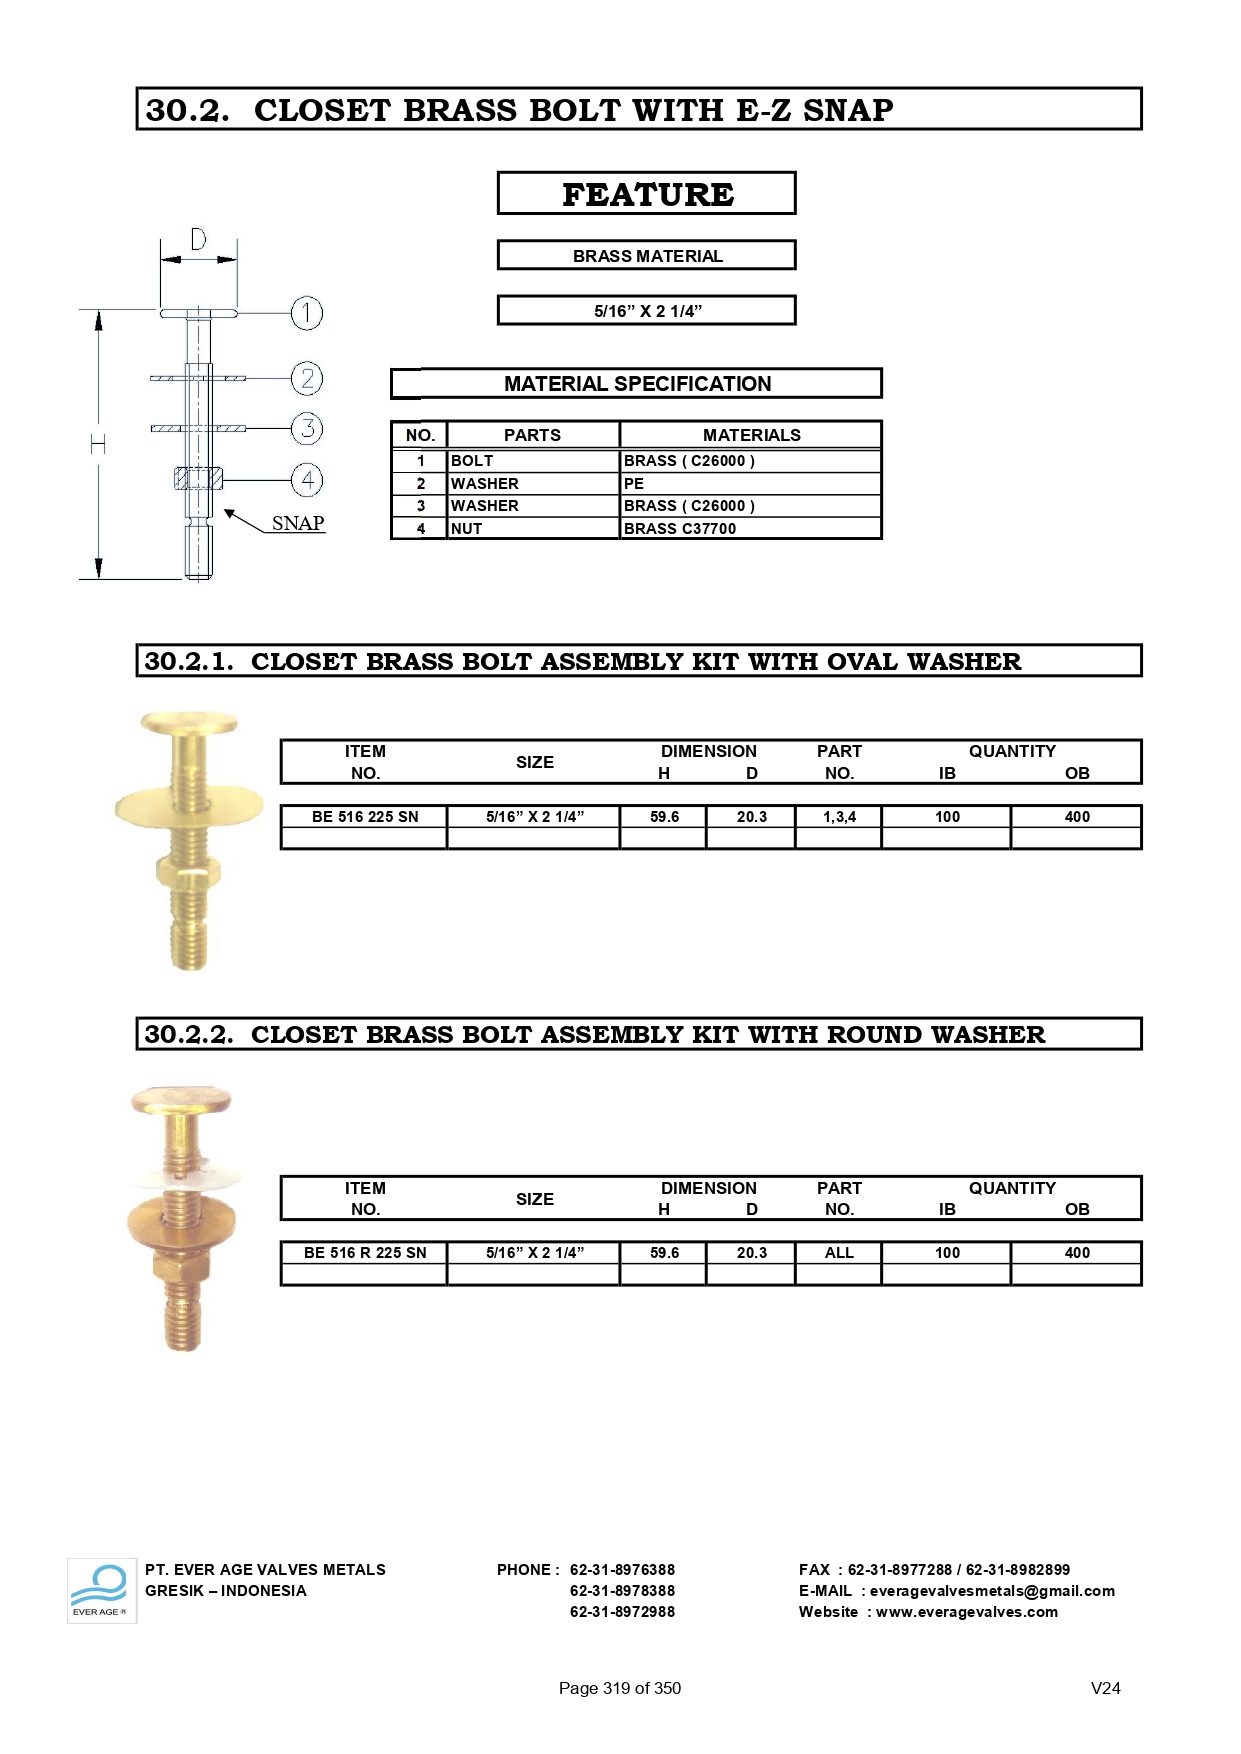 30.2. CLOSET BRASS BOLT WITH E-Z SNAP
FEATURE
BRASS MATERIAL
5/16” X 2 1/4”
D
H
1
2
3
4
SNAP
MATERIAL SPECIFICATION
NO. PARTS MATERIALS
1 BOLT BRASS ( C26000 )
2 WASHER PE
3 WASHER BRASS ( C26000 )
4 NUT BRASS C37700
30.2.1. CLOSET BRASS BOLT ASSEMBLY KIT WITH OVAL WASHER
ITEM DIMENSION PART QUANTITY
SIZE
NO. H D NO. IB OB
BE 516 225 SN 5/16” X 2 1/4” 59.6 20.3 1,3,4 100 400
30.2.2. CLOSET BRASS BOLT ASSEMBLY KIT WITH ROUND WASHER
ITEM DIMENSION PART QUANTITY
SIZE
NO. H D NO. IB OB
BE 516 R 225 SN 5/16” X 2 1/4” 59.6 20.3 ALL 100 400
EVER AGE ®
PT. EVER AGE VALVES METALS PHONE : 62-31-8976388 FAX : 62-31-8977288 / 62-31-8982899
GRESIK – INDONESIA 62-31-8978388 E-MAIL : everagevalvesmetals@gmail.com
62-31-8972988 Website : www.everagevalves.com
Page 319 of 350 V24